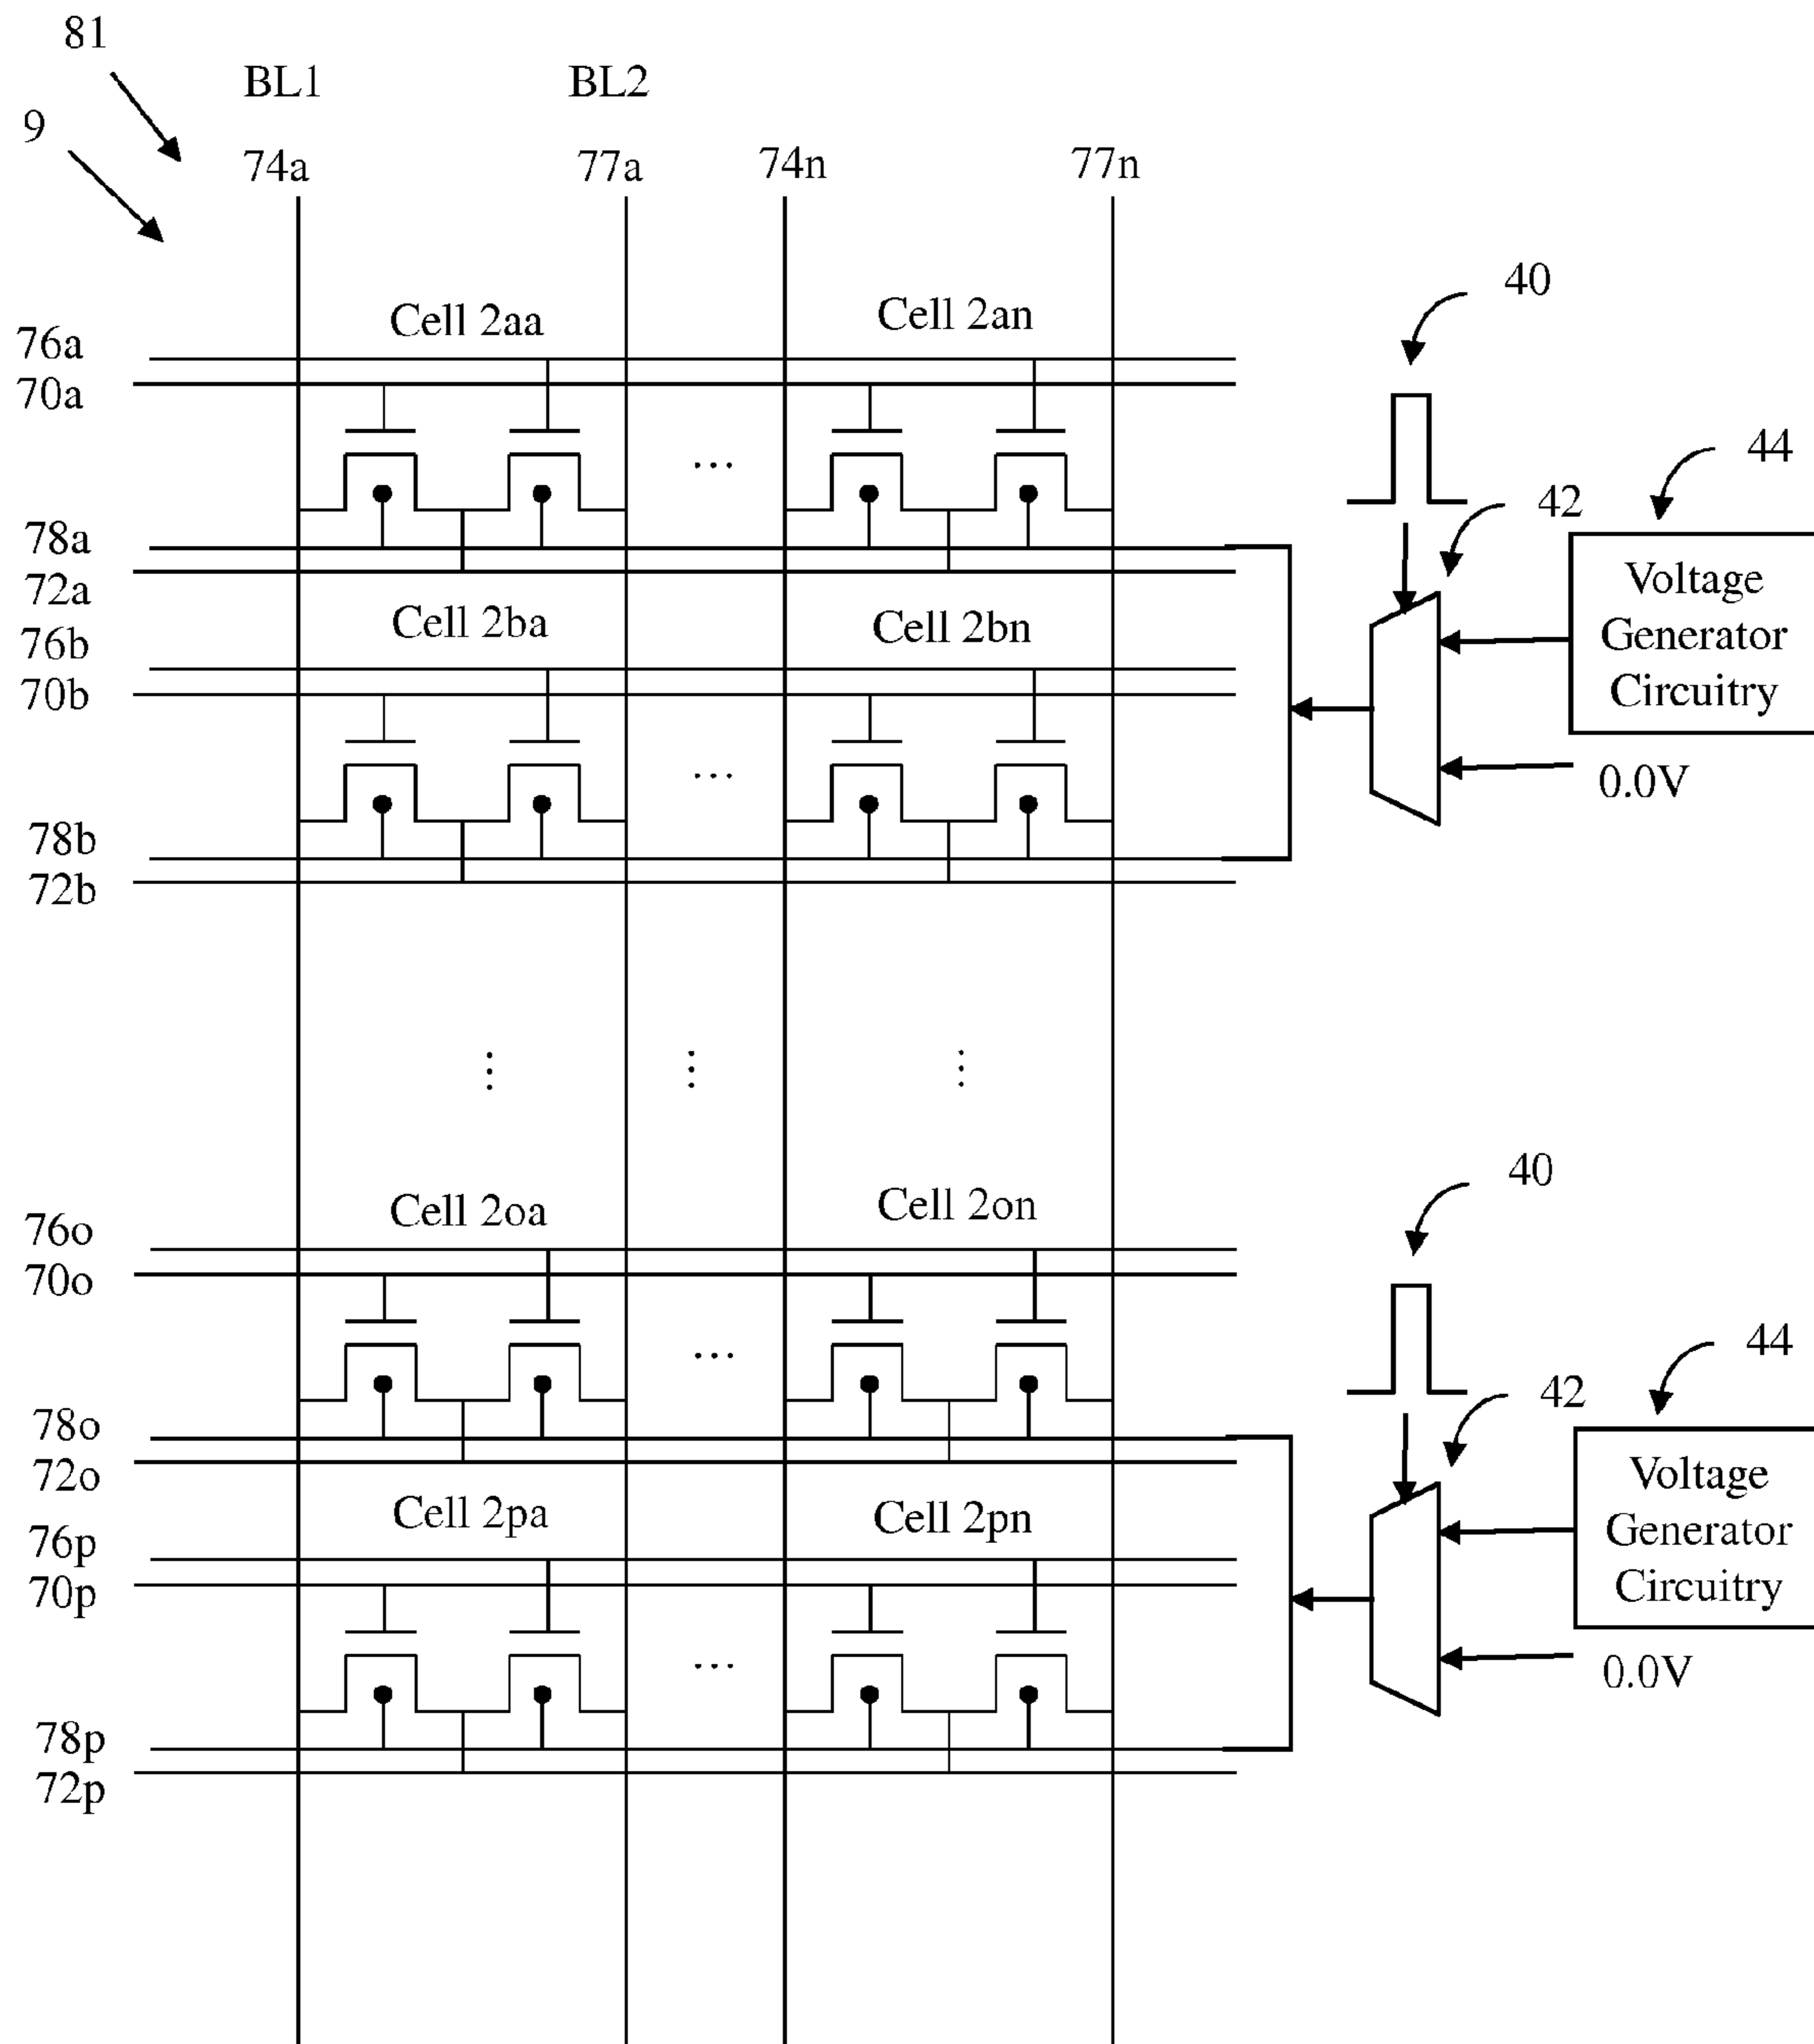 81
BL1 BL2
9
74a 77a 74n 77n
40
Cell 2aa Cell 2an
76a
70a
44
42
78a
72a
Voltage
Generator
Circuitry
Cell 2ba Cell 2bn
76b
70b
0.0V
78b
72b
40
Cell 2oa Cell 2on
76o
70o
44
42
78o
72o
Voltage
Generator
Circuitry
Cell 2pa Cell 2pn
76p
70p
0.0V
78p
72p